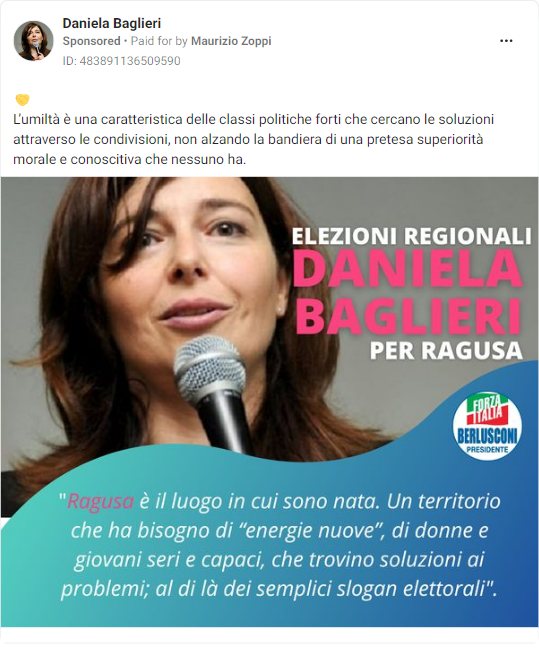 Daniela Baglieri
Sponsored • Paid for by Maurizio Zoppi
ID: 483891136509590
L'umiltà è una caratteristica delle classi politiche forti che cercano le soluzioni
attraverso le condivisioni, non alzando la bandiera di una pretesa superiorità
morale e conoscitiva che nessuno ha.
ELEZIONI REGIONALI
DANIELA
BAGLIERI
PER RAGUSA
FORZA
ITALIA
BERLUSCONI
PRESIDENTE
"Ragusa è il luogo in cui sono nata. Un territorio
che ha bisogno di “energie nuove”, di donne e
giovani seri e capaci, che trovino soluzioni ai
problemi; al di là dei semplici slogan elettorali".